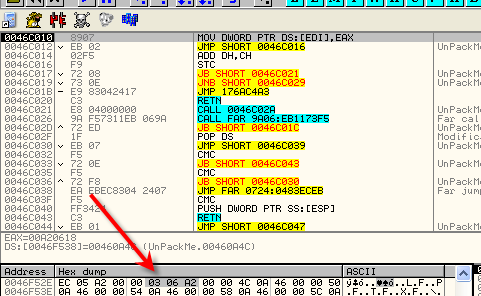 L E M T W H C
0046C010 8907 MOV DWORD PTR DS:[EDI],EAX
0046C012 EB 02 JMP SHORT 0046C016 UnPackMe
0046C014 02F5 ADD DH,CH
0046C016 F9 STC
0046C017 72 08 JB SHORT 0046C021 UnPackMe
0046C019 73 0E JNB SHORT 0046C029 UnPackMe
0046C01B E9 83042417 JMP 176AC4A3
0046C020 C3 RETN
0046C021 E8 04000000 CALL 0046C02A UnPackMe
0046C026 9A F57311EB 069A CALL FAR 9A06:EB1173F5 Far call
0046C02D 72 ED JB SHORT 0046C01C UnPackMe
0046C02F 1F POP DS Modific
0046C030 EB 07 JMP SHORT 0046C039 UnPackMe
0046C032 F5 CMC
0046C033 72 0E JB SHORT 0046C043 UnPackMe
0046C035 F5 CMC
0046C036 72 F8 JB SHORT 0046C030 UnPackMe
0046C038 EA EBEC8304 2407 JMP FAR 0724:0483ECEB Far jump
0046C03F F5 CMC
0046C040 FF3424 PUSH DWORD PTR SS:[ESP]
0046C043 C3 RETN
0046C044 EB 01 JMP SHORT 0046C047 UnPackMe
EAX=00A20618
DS:[0046F538]=00460A4C (UnPackMe.00460A4C)
Address Hex dump ASCII
0046F52E EC 05 A2 00 00 00 03 06 A2 00 4C 0A 46 00 00 50
0046F53E 0A 46 00 00 54 0A 46 00 00 58 0A 46 00 00 5C 0A